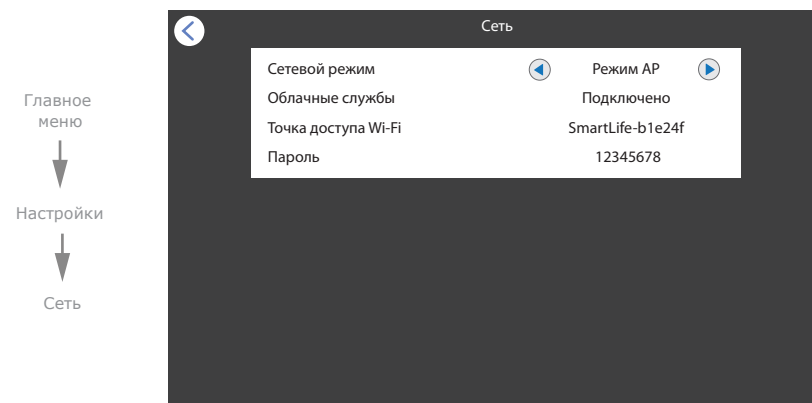 Главное
меню
Настройки
Сеть
Сеть
Сетевой режим Режим AP
Облачные службы Подключено
Точка доступа Wi-Fi SmartLife-b1e24f
Пароль 12345678